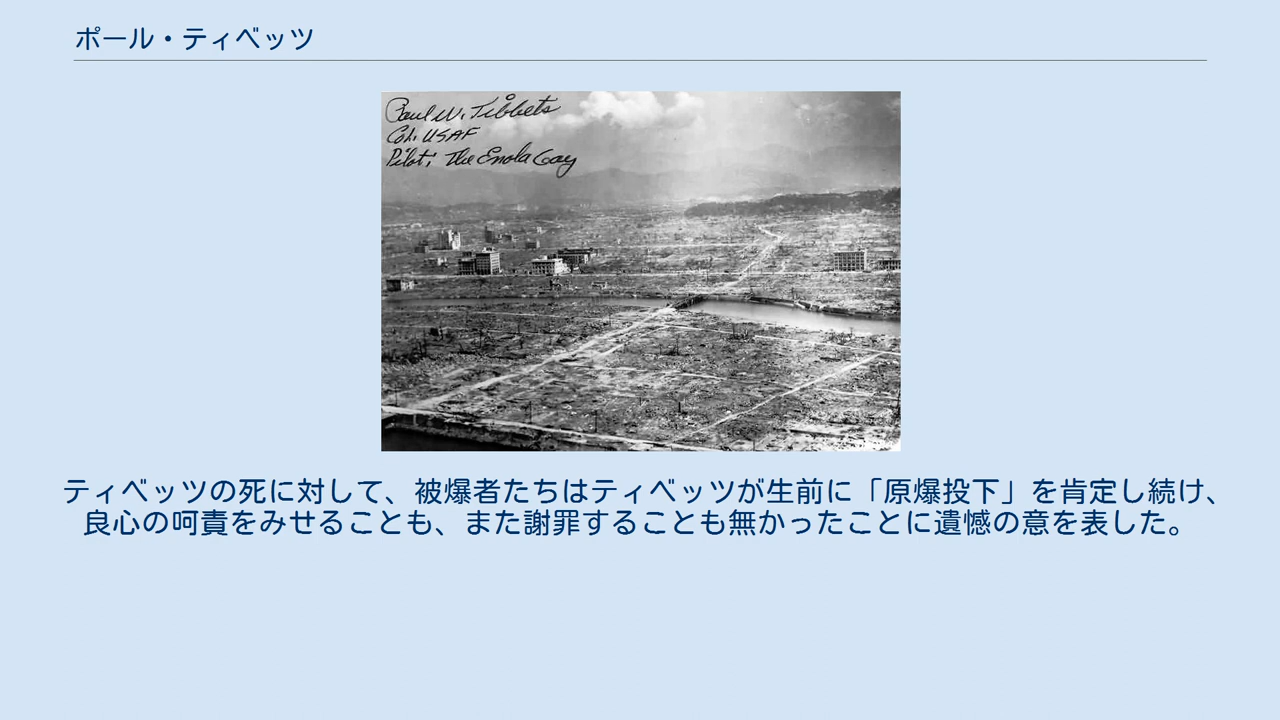 ポール・ティベッツ
Paul W. Tibbets
Col. USAF
Pilot, The Enola Gay
ティベッツの死に対して、被爆者たちはティベッツが生前に「原爆投下」を肯定し続け、
良心の呵責をみせることも、また謝罪することも無かったことに遺憾の意を表した。